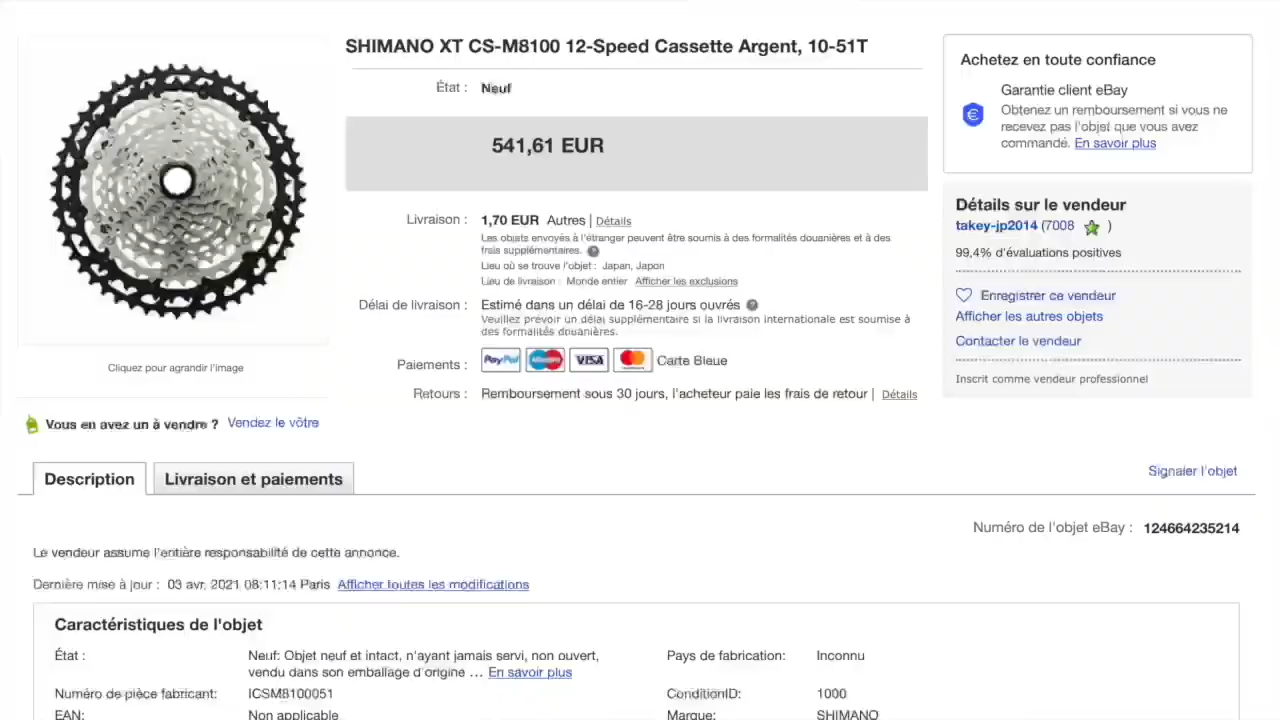 SHIMANO XT CS-M8100 12-Speed Cassette Argent, 10-51T
État : Neuf
541,61 EUR
Livraison : 1,70 EUR Autres | Détails
Les objets envoyés à l'étranger peuvent être soumis à des formalités douanières et à des
frais supplémentaires.
Lieu où se trouve l'objet : Japan, Japon
Lieu de livraison : Monde entier Afficher les exclusions
Délai de livraison : Estimé dans un délai de 16-28 jours ouvrés
Veuillez prévoir un délai supplémentaire si la livraison internationale est soumise à
des formalités douanières.
Paiements : PayPal Maestro VISA mastercard Carte Bleue
Retours : Remboursement sous 30 jours, l'acheteur paie les frais de retour | Détails
Cliquez pour agrandir l'image
Vous en avez un à vendre ? Vendez le vôtre
Achetez en toute confiance
Garantie client eBay
Obtenez un remboursement si vous ne
recevez pas l'objet que vous avez
commandé. En savoir plus
Détails sur le vendeur
takey-jp2014 (7008 )
99,4% d'évaluations positives
Enregistrer ce vendeur
Afficher les autres objets
Contacter le vendeur
Inscrit comme vendeur professionnel
Description
Livraison et paiements
Signaler l'objet
Numéro de l'objet eBay : 124664235214
Le vendeur assume l'entière responsabilité de cette annonce.
Dernière mise à jour : 03 avr. 2021 08:11:14 Paris Afficher toutes les modifications
Caractéristiques de l'objet
État : Neuf: Objet neuf et intact, n'ayant jamais servi, non ouvert,
vendu dans son emballage d'origine ... En savoir plus
Pays de fabrication: Inconnu
Numéro de pièce fabricant: ICSM8100051
ConditionID: 1000
EAN: Non applicable
Marque: SHIMANO